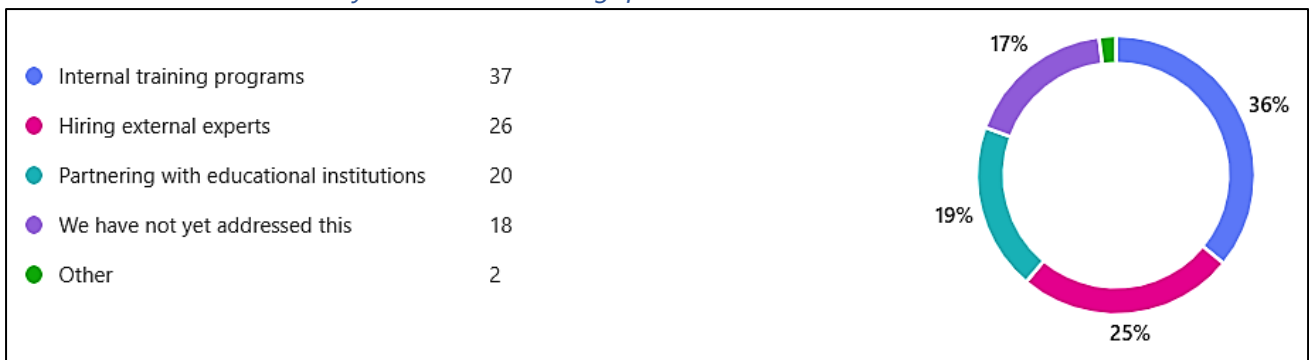 Internal training programs 37
Hiring external experts 26
Partnering with educational institutions 20
We have not yet addressed this 18
Other 2
17%
36%
19%
25%